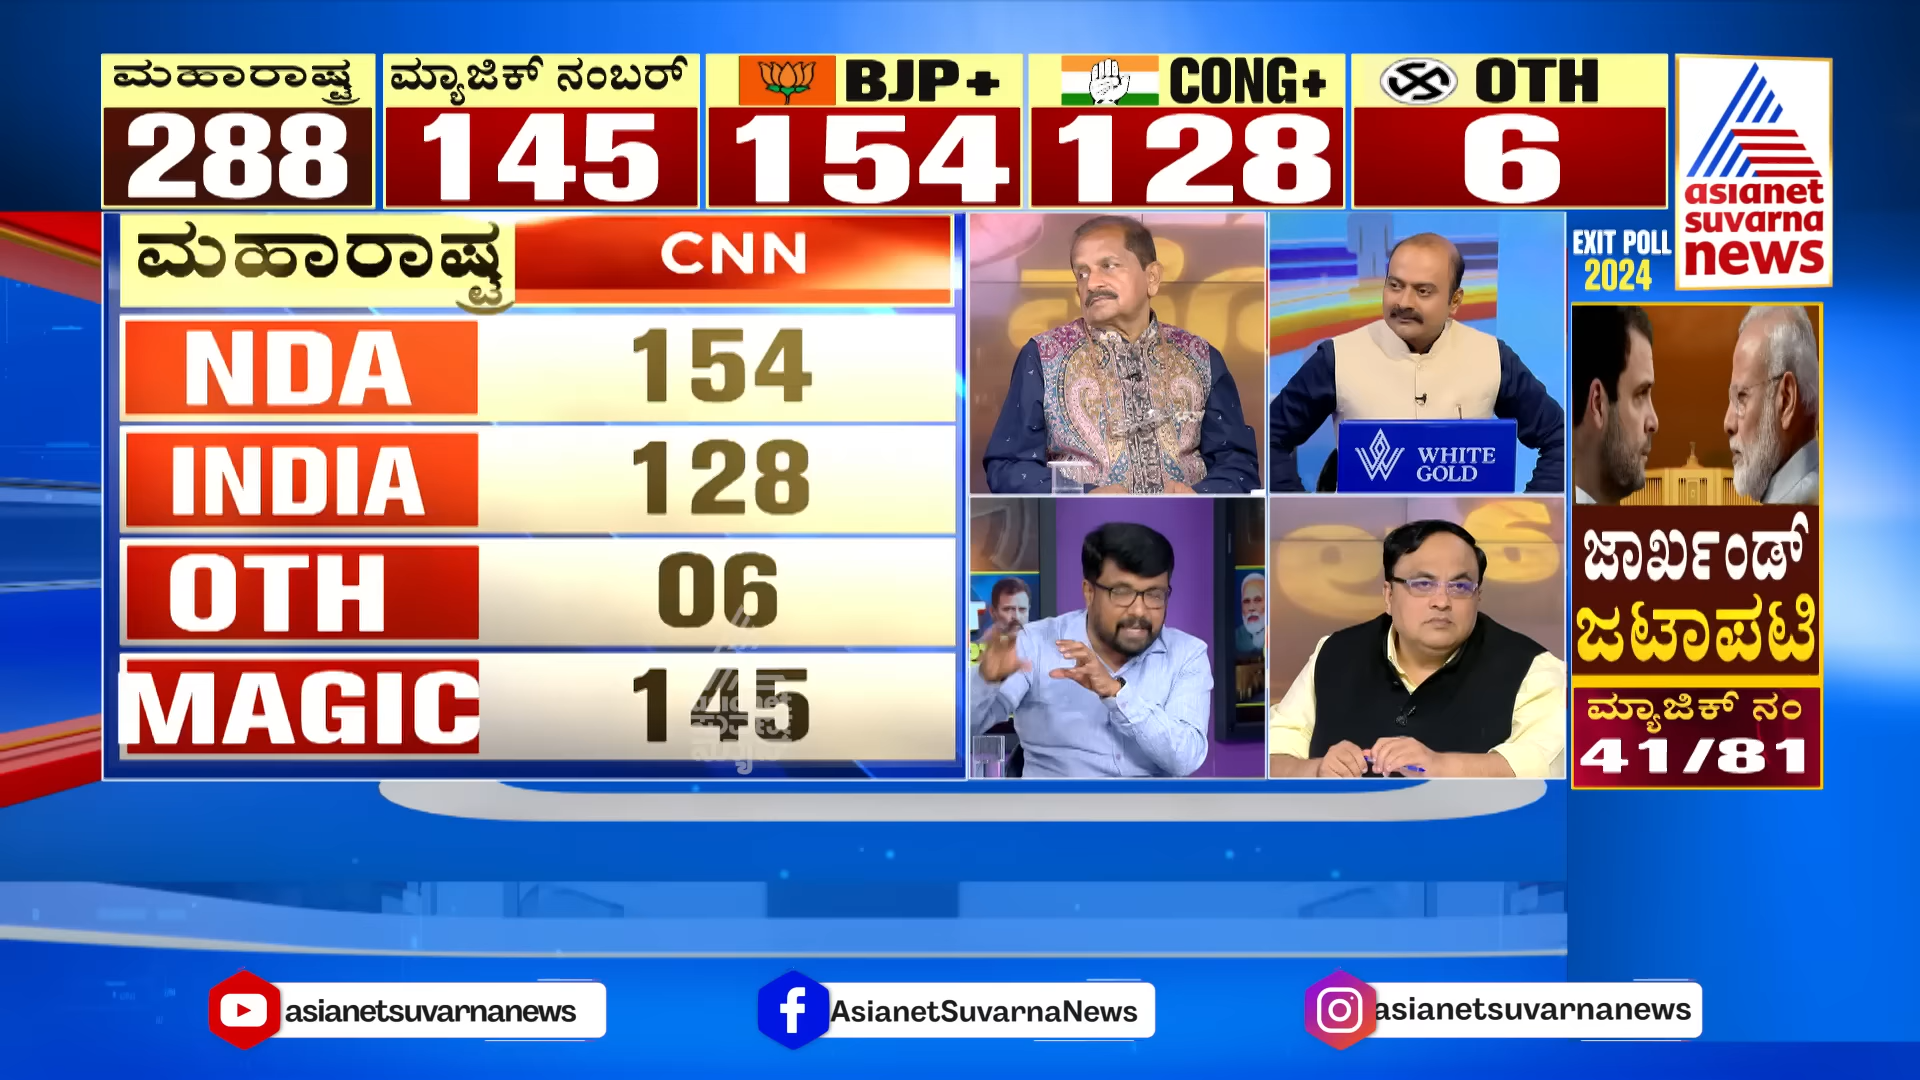 ಮಹಾರಾಷ್ಟ್ರ
288
ಮ್ಯಾಜಿಕ್ ನಂಬರ್
145
BJP+
154
CONG+
128
OTH
6
asianet
suvarna
news
EXIT POLL
2024
ಮಹಾರಾಷ್ಟ್ರ CNN
NDA 154
INDIA 128
OTH 06
MAGIC 145
WHITE
GOLD
ಜಾರ್ಖಂಡ್
ಜಟಾಪಟಿ
ಮ್ಯಾಜಿಕ್ ನಂ
41/81
asianetsuvarnanews
AsianetSuvarnaNews
asianetsuvarnanews